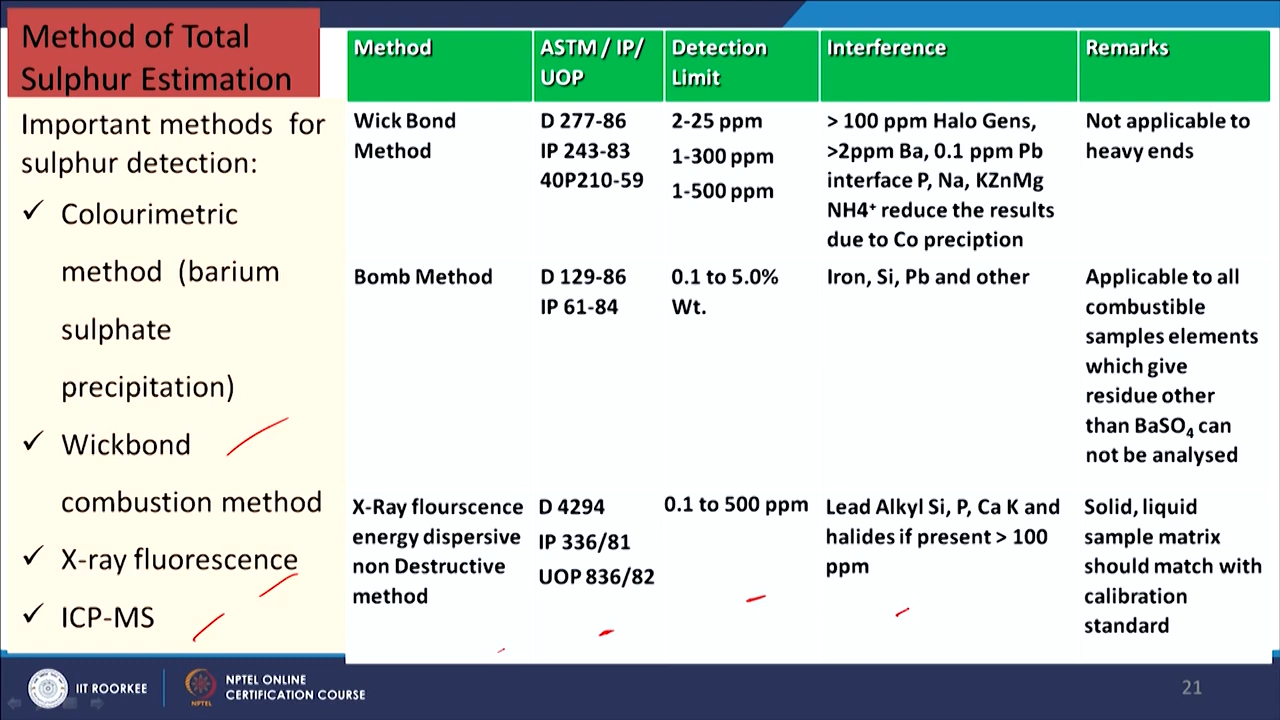 Method of Total
Sulphur Estimation
Important methods for
sulphur detection:
✓ Colourimetric
method (barium
sulphate
precipitation)
✓ Wickbond
combustion method
✓ X-ray fluorescence
✓ ICP-MS
Method
ASTM / IP/
UOP
Detection
Limit
Interference
Remarks
Wick Bond
Method
D 277-86
IP 243-83
40P210-59
2-25 ppm
1-300 ppm
1-500 ppm
> 100 ppm Halo Gens,
>2ppm Ba, 0.1 ppm Pb
interface P, Na, KZnMg
NH4⁺ reduce the results
due to Co preciption
Not applicable to
heavy ends
Bomb Method
D 129-86
IP 61-84
0.1 to 5.0%
Wt.
Iron, Si, Pb and other
Applicable to all
combustible
samples elements
which give
residue other
than BaSO₄ can
not be analysed
X-Ray flourscence
energy dispersive
non Destructive
method
D 4294
IP 336/81
UOP 836/82
0.1 to 500 ppm
Lead Alkyl Si, P, Ca K and
halides if present > 100
ppm
Solid, liquid
sample matrix
should match with
calibration
standard
IIT ROORKEE
NPTEL
NPTEL ONLINE
CERTIFICATION COURSE
21